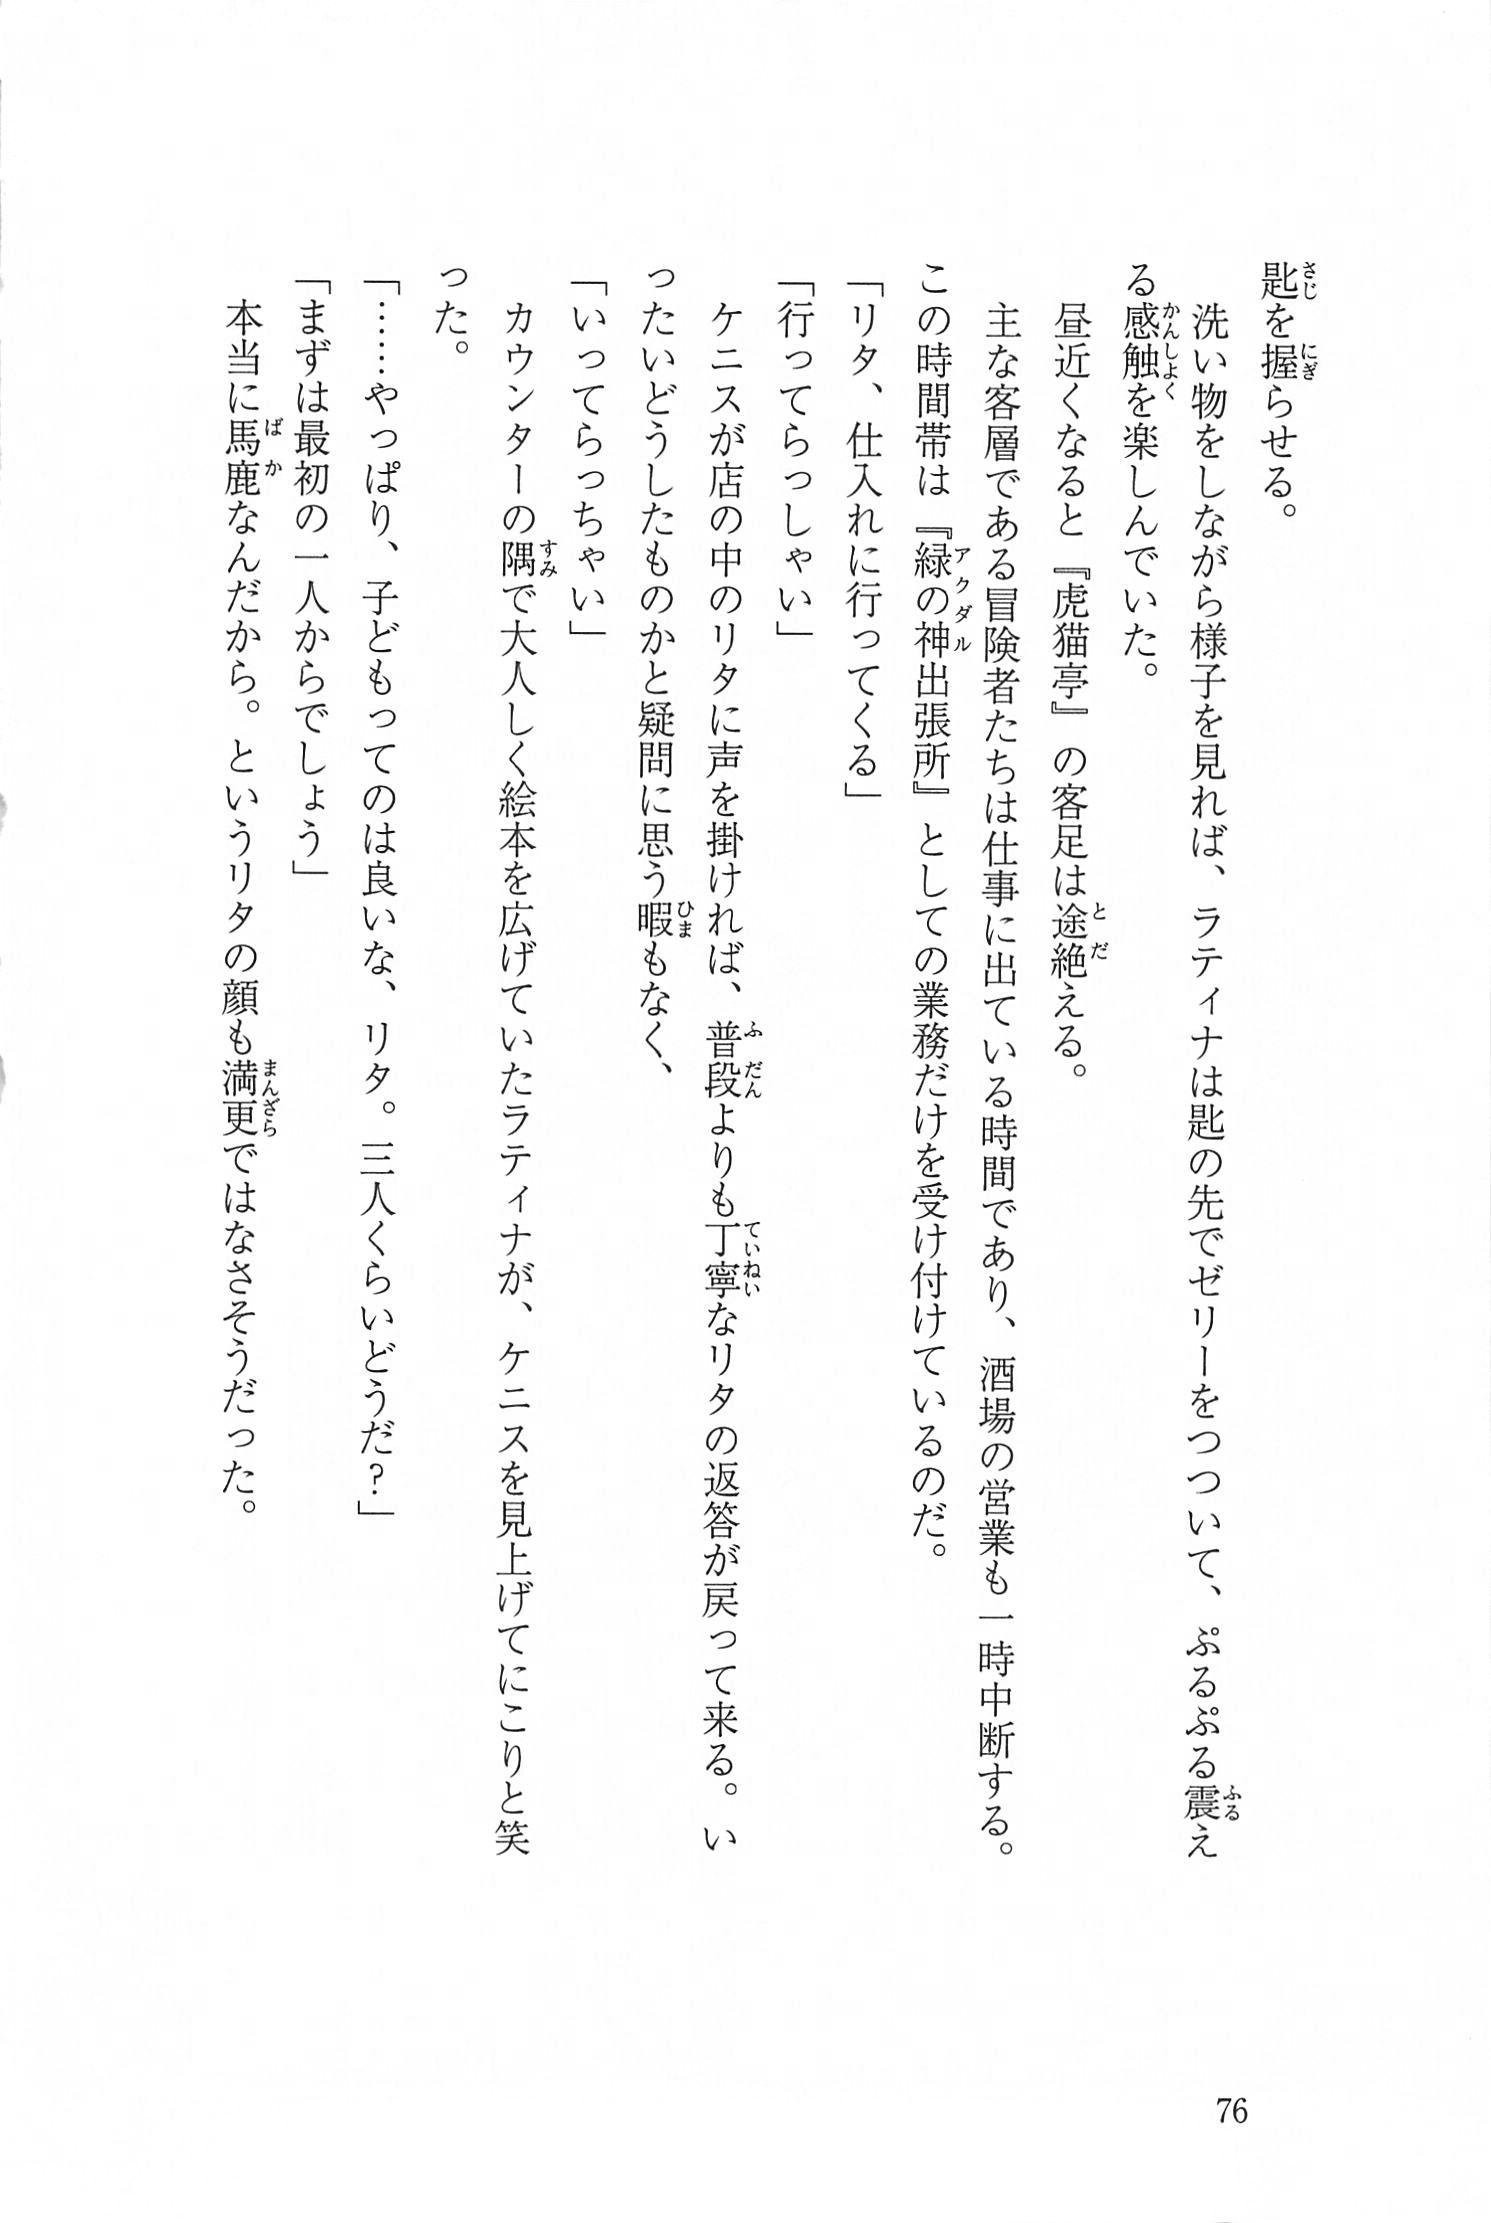 匙を握らせる。
　洗い物をしながら様子を見れば、ラティナは匙の先でゼリーをつついて、ぷるぷる震え
る感触を楽しんでいた。
　昼近くなると『虎猫亭』の客足は途絶える。
　主な客層である冒険者たちは仕事に出ている時間であり、酒場の営業も一時中断する。
この時間帯は『緑の神出張所』としての業務だけを受け付けているのだ。
「リタ、仕入れに行ってくる」
「行ってらっしゃい」
　ケニスが店の中のリタに声を掛ければ、普段よりも丁寧なリタの返答が戻って来る。い
ったいどうしたものかと疑問に思う暇もなく、
「いってらっちゃい」
　カウンターの隅で大人しく絵本を広げていたラティナが、ケニスを見上げてにこりと笑
った。
「……やっぱり、子どもってのは良いな、リタ。三人くらいどうだ？」
「まずは最初の一人からでしょう」
　本当に馬鹿なんだから。というリタの顔も満更ではなさそうだった。
76